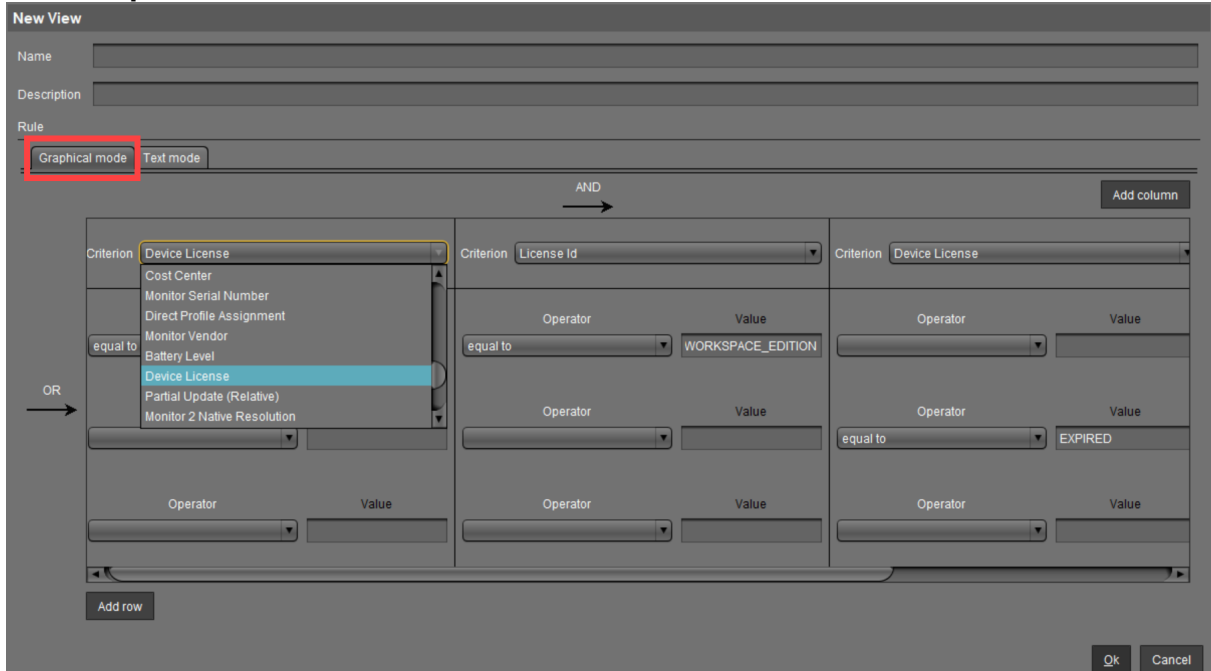 New View
Name
Description
Rule
Graphical mode Text mode
AND
Add column
Criterion Device License Criterion License Id Criterion Device License
Cost Center
Monitor Serial Number
Direct Profile Assignment
Operator Value Operator Value
Monitor Vendor
equal to equal to WORKSPACE_EDITION
Battery Level
Device License
OR
Partial Update (Relative)
Monitor 2 Native Resolution Operator Value Operator Value
equal to EXPIRED
Operator Value Operator Value Operator Value
Add row
Ok Cancel